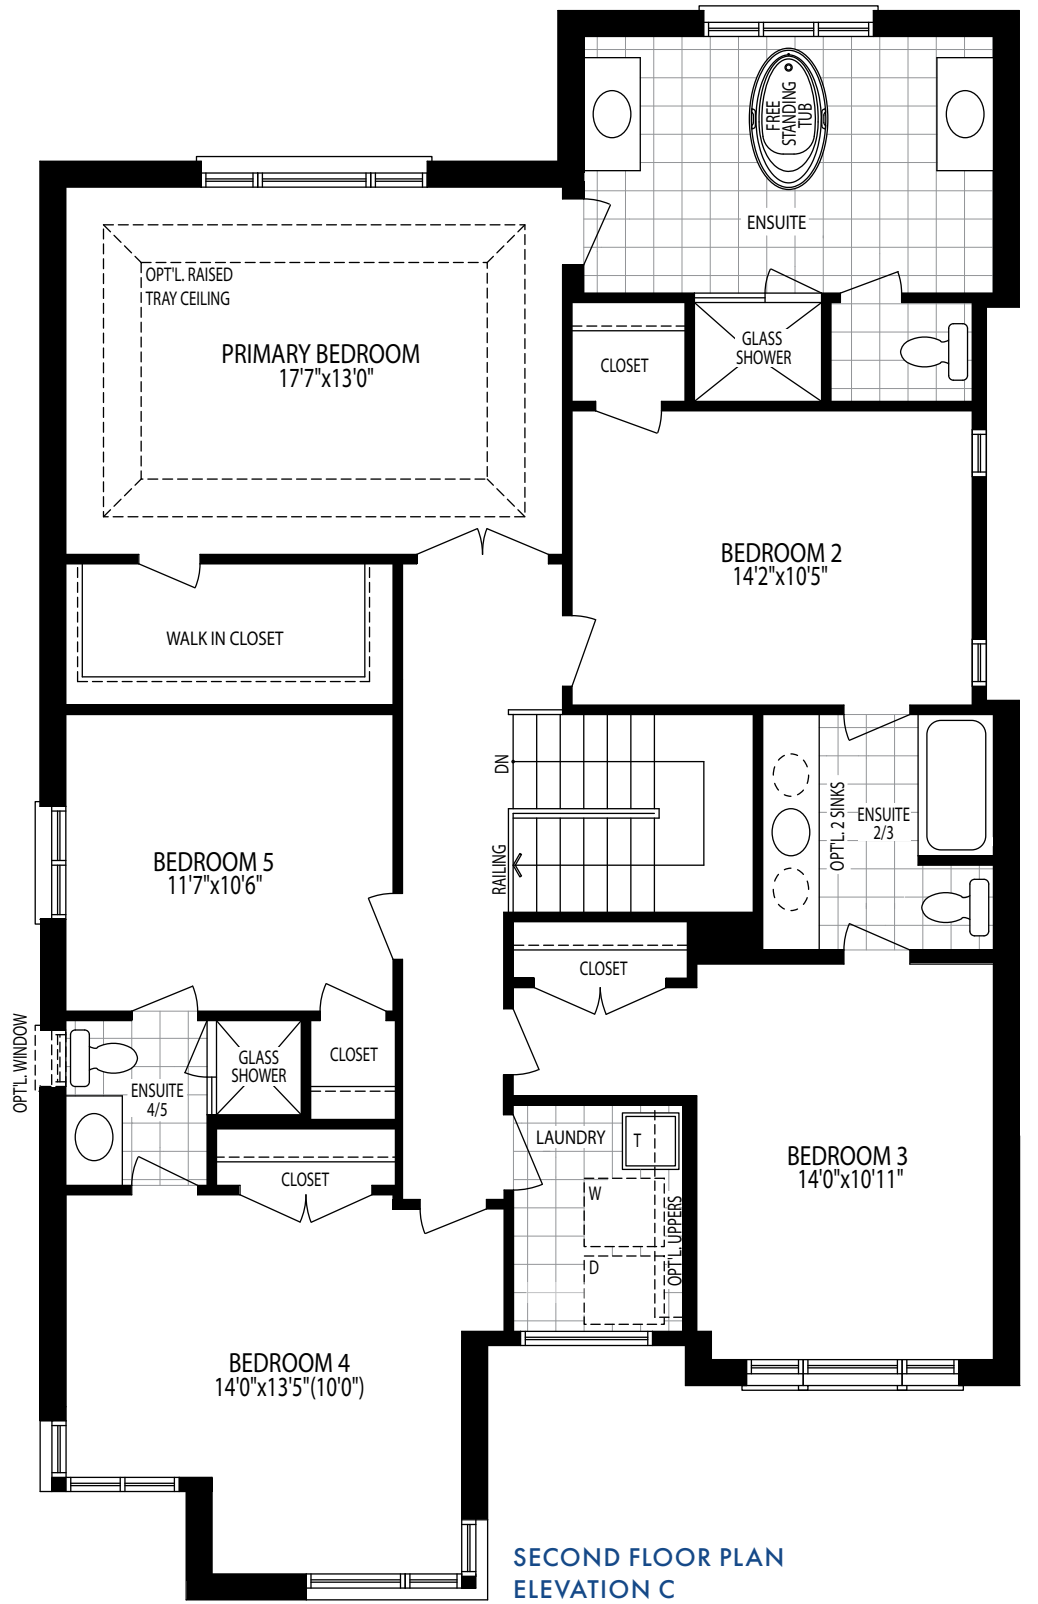 FREE
STANDING
TUB
ENSUITE
OPT'L. RAISED
TRAY CEILING
PRIMARY BEDROOM
17'7"x13'0"
CLOSET
GLASS
SHOWER
BEDROOM 2
14'2"x10'5"
WALK IN CLOSET
DN
RAILING
OPT'L. 2 SINKS
ENSUITE
2/3
BEDROOM 5
11'7"x10'6"
CLOSET
OPT'L. WINDOW
ENSUITE
4/5
GLASS
SHOWER
CLOSET
CLOSET
LAUNDRY
T
W
D
OPT'L. UPPERS
BEDROOM 3
14'0"x10'11"
BEDROOM 4
14'0"x13'5"(10'0")
SECOND FLOOR PLAN
ELEVATION C